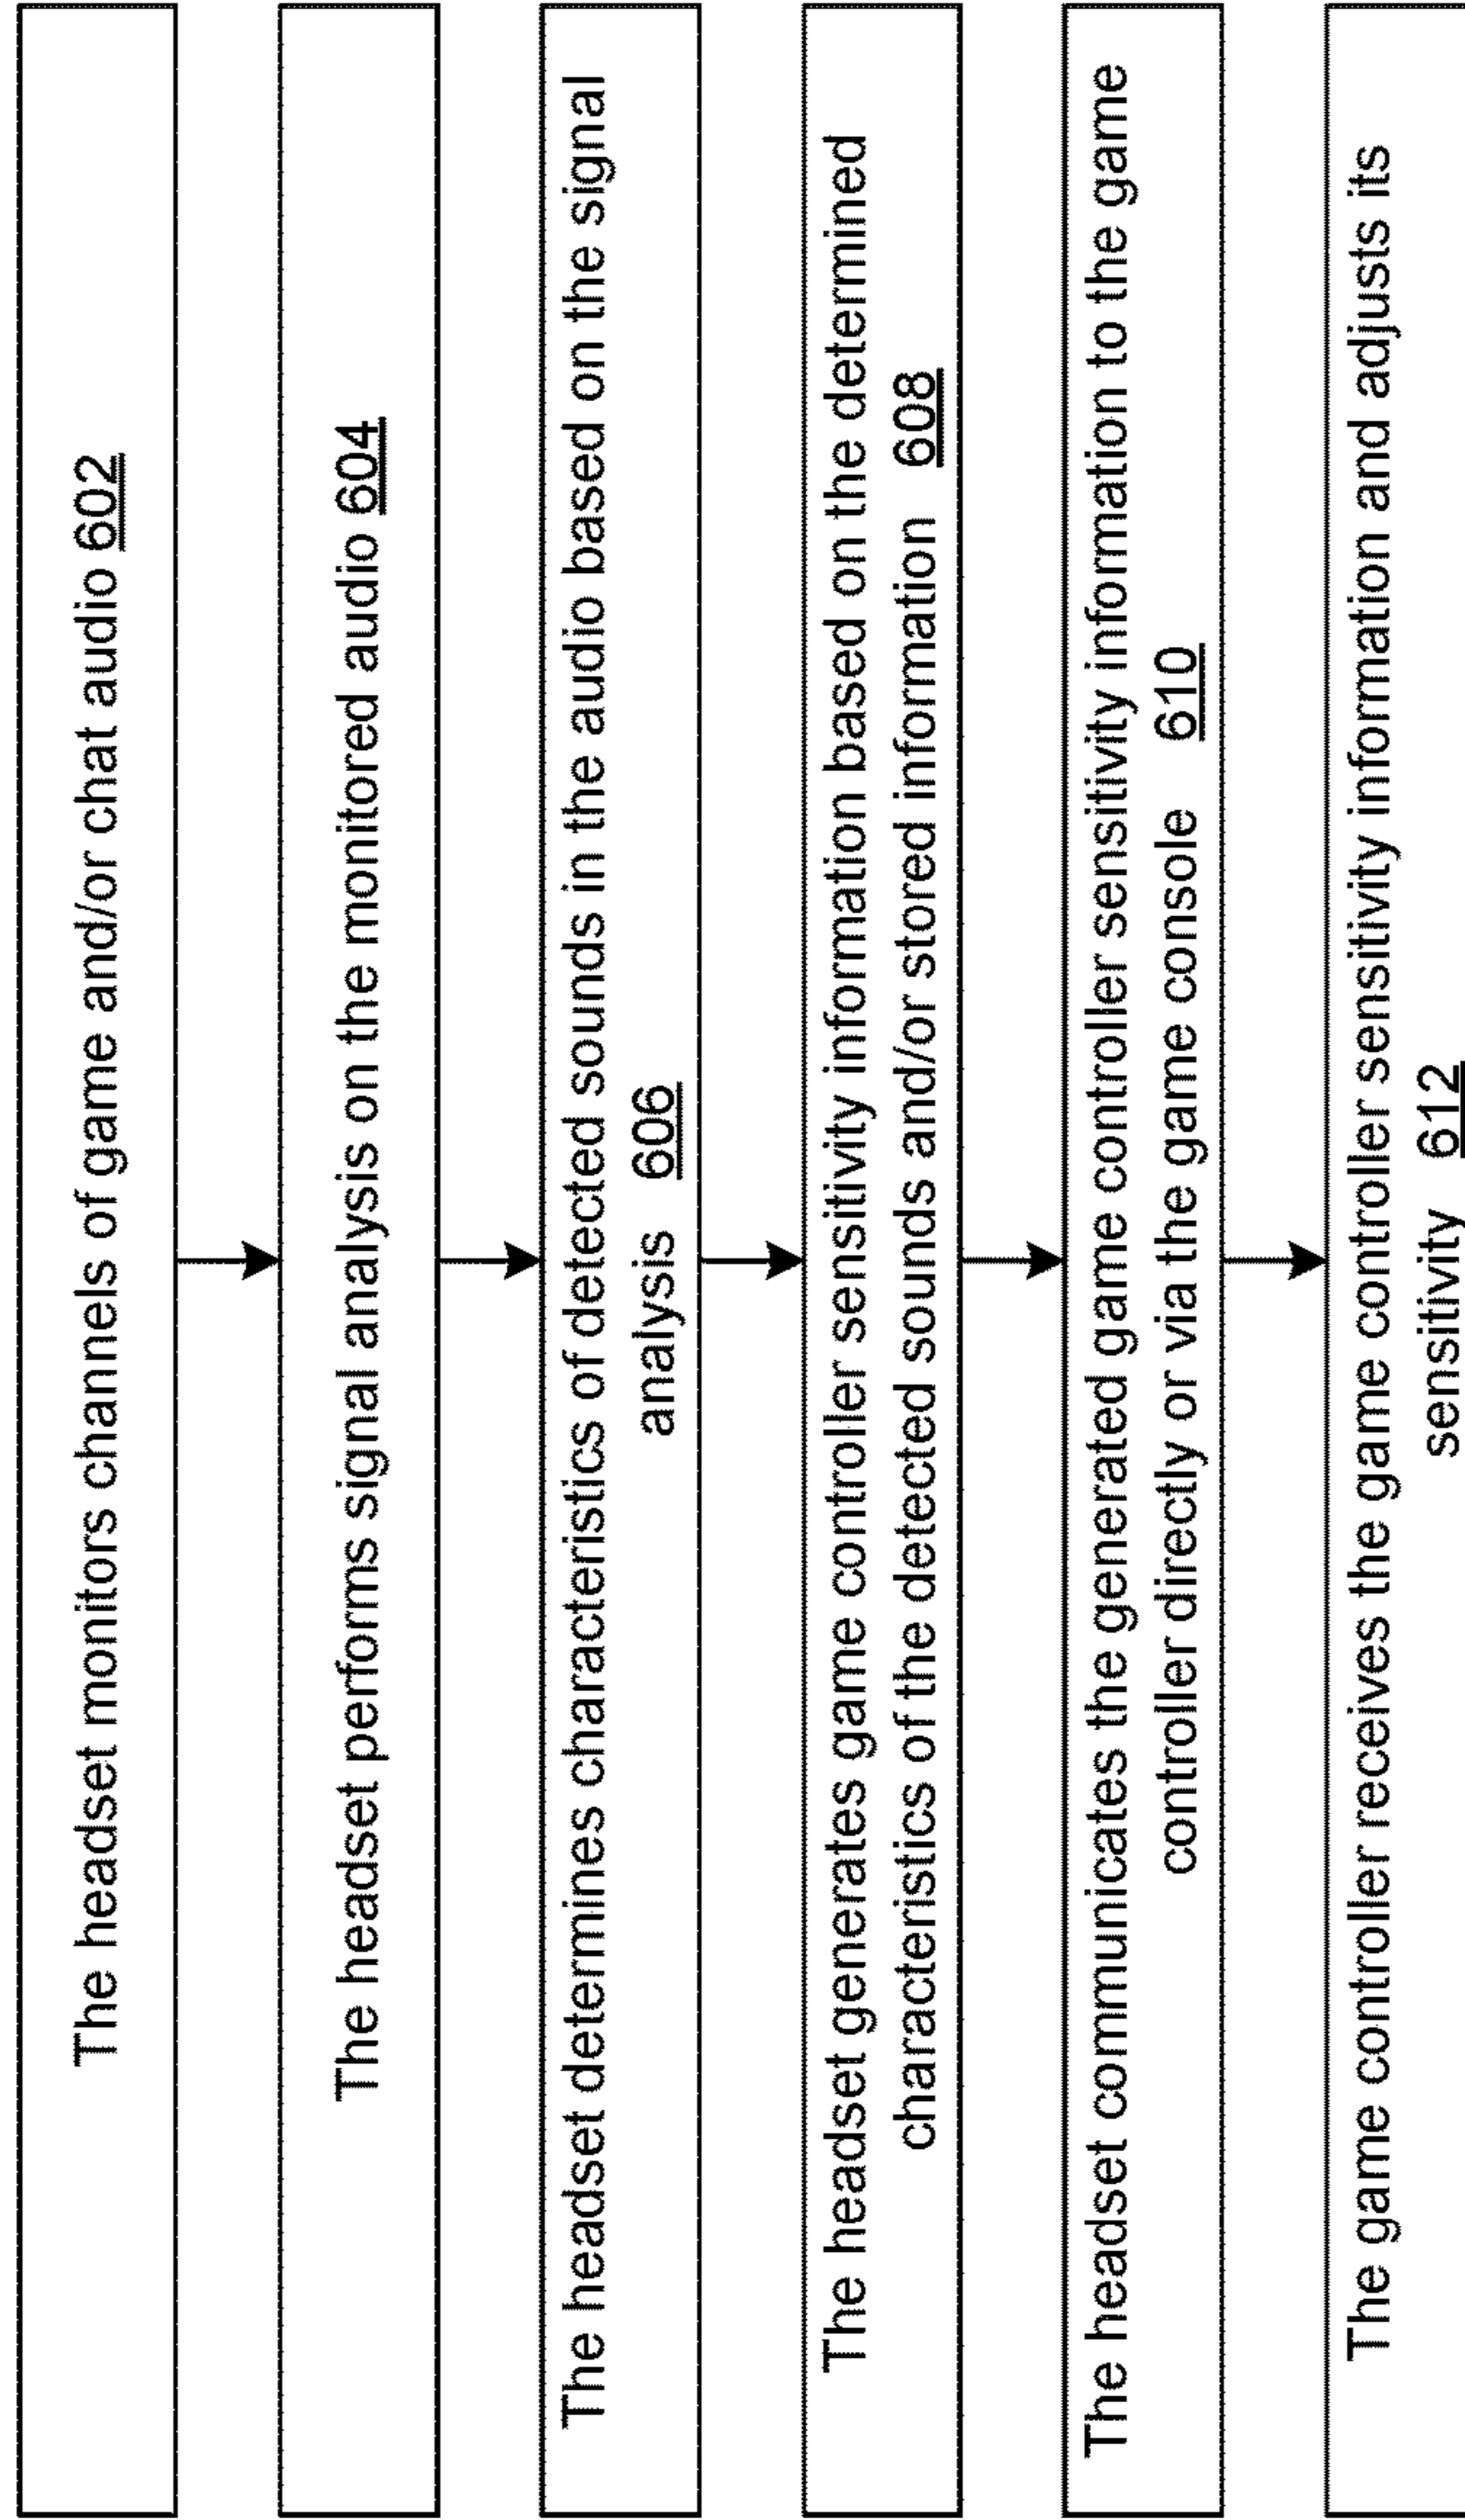 The headset monitors channels of game and/or chat audio 602
The headset performs signal analysis on the monitored audio 604
The headset determines characteristics of detected sounds in the audio based on the signal
analysis 606
The headset generates game controller sensitivity information based on the determined
characteristics of the detected sounds and/or stored information 608
The headset communicates the generated game controller sensitivity information to the game
controller directly or via the game console 610
The game controller receives the game controller sensitivity information and adjusts its
sensitivity 612